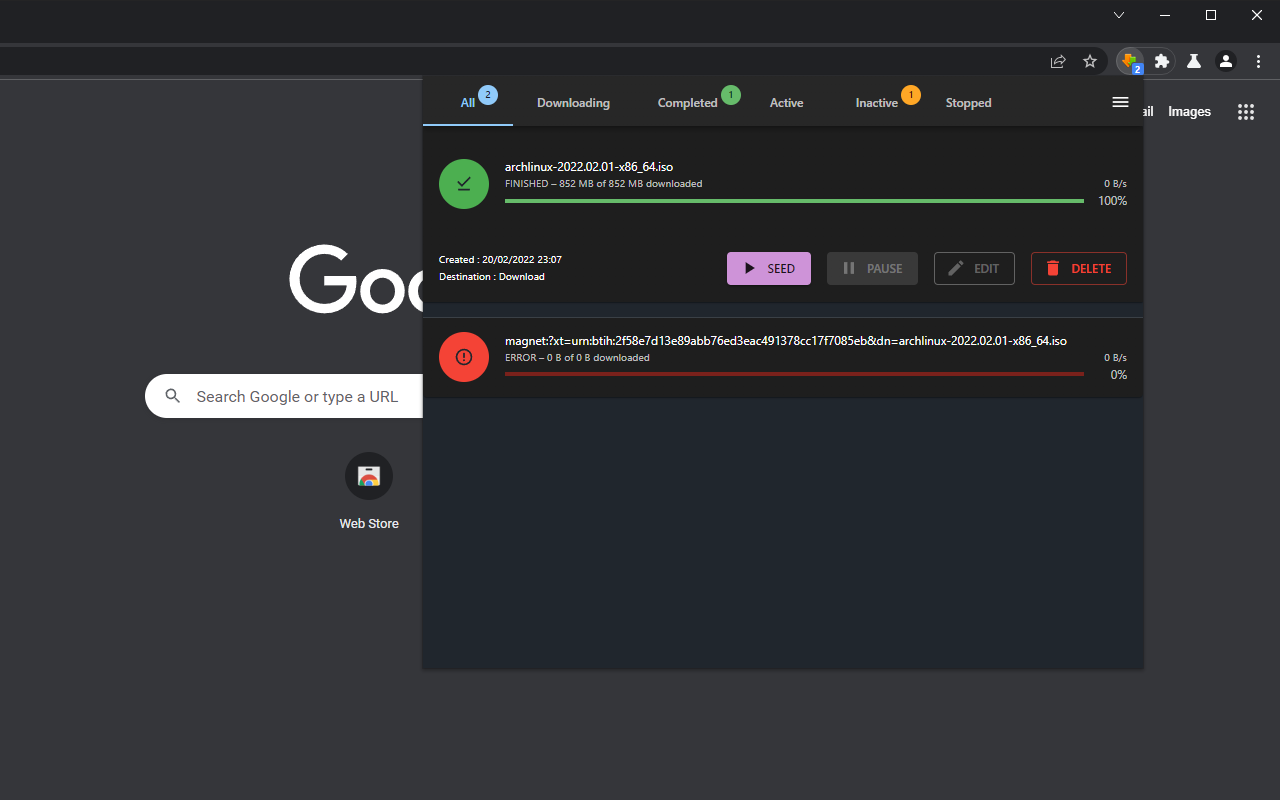 2
All 2 Downloading Completed 1 Active Inactive 1 Stopped
Images
archlinux-2022.02.01-x86_64.iso
FINISHED – 852 MB of 852 MB downloaded 0 B/s
100%
Created : 20/02/2022 23:07
Destination : Download
SEED PAUSE EDIT DELETE
magnet:?xt=urn:btih:2f58e7d13e89abb76ed3eac491378cc17f7085eb&dn=archlinux-2022.02.01-x86_64.iso
ERROR – 0 B of 0 B downloaded 0 B/s
0%
Goo
Search Google or type a URL
Web Store